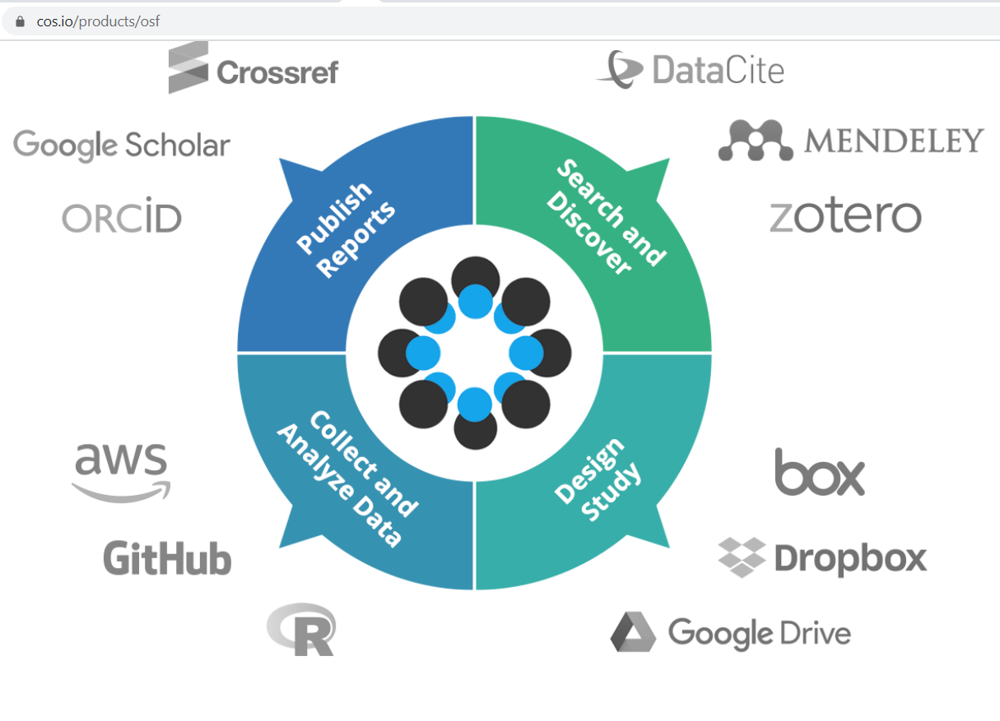 cos.io/products/osf
Crossref
DataCite
Google Scholar
MENDELEY
ORCiD
zotero
Publish
Reports
Search and
Discover
Collect and
Analyze Data
Design
Study
aws
box
GitHub
Dropbox
R
Google Drive